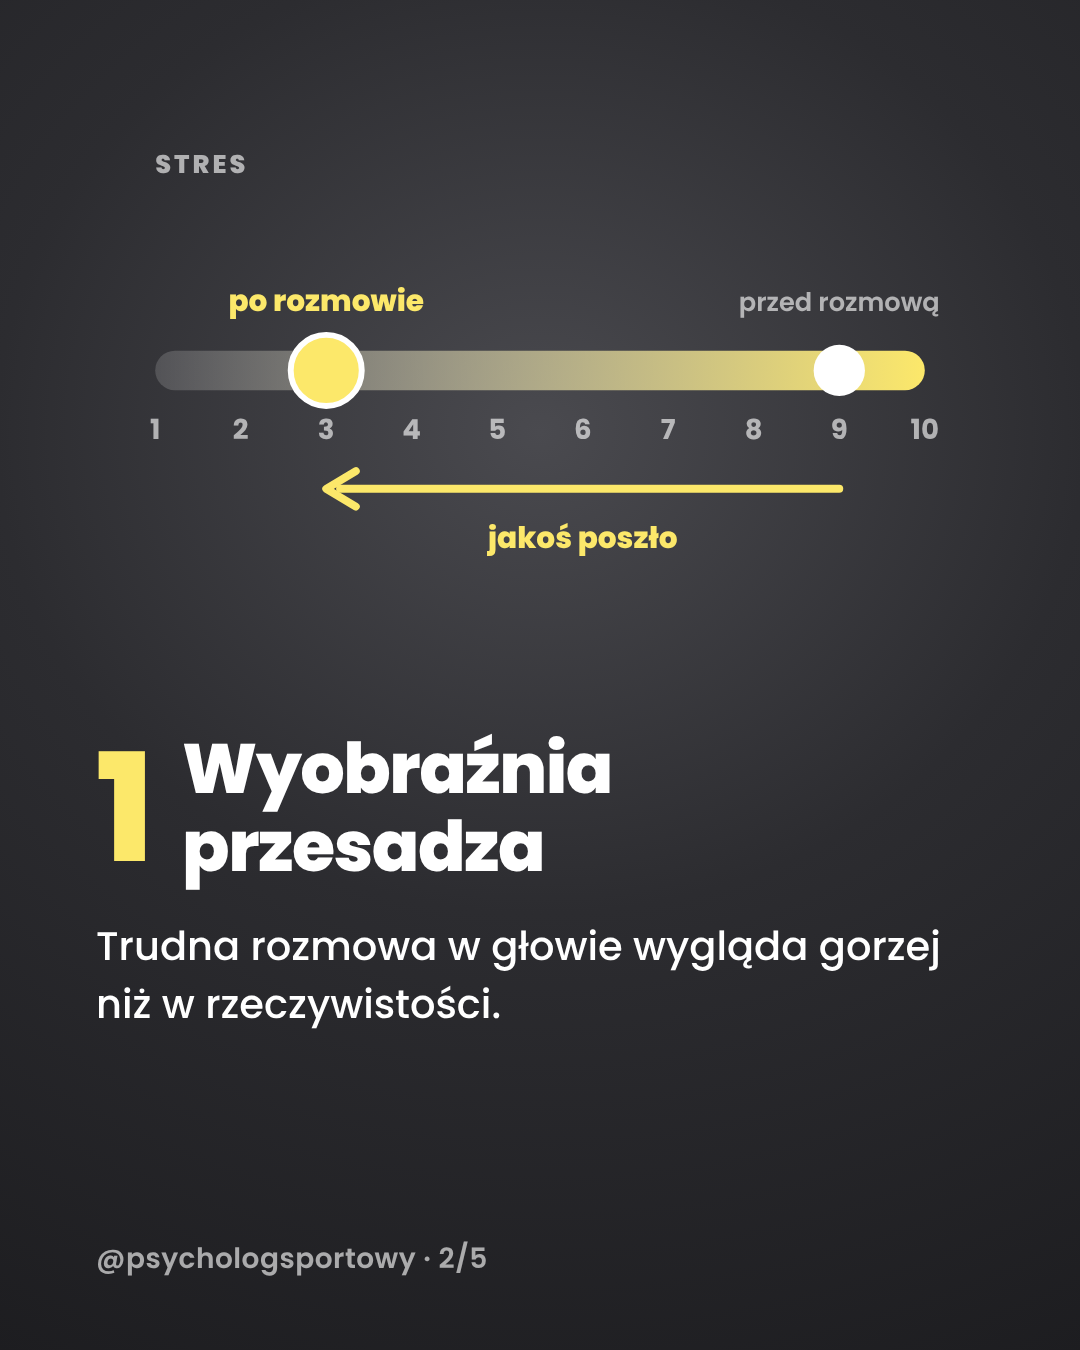 STRES
po rozmowie
przed rozmową
1 2 3 4 5 6 7 8 9 10
jakoś poszło
1
Wyobraźnia
przesadza
Trudna rozmowa w głowie wygląda gorzej
niż w rzeczywistości.
@psychologsportowy · 2/5